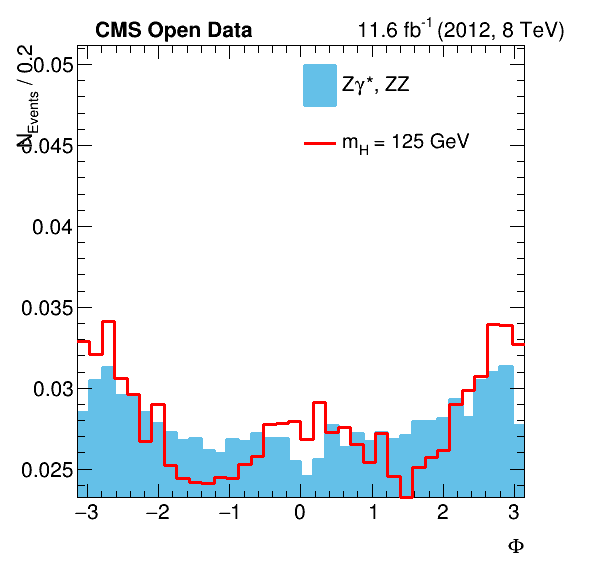 CMS Open Data 11.6 fb-1 (2012, 8 TeV)
NEvents / 0.2
0.05
0.045
0.04
0.035
0.03
0.025
Zγ*, ZZ
mH = 125 GeV
−3 −2 −1 0 1 2 3
Φ